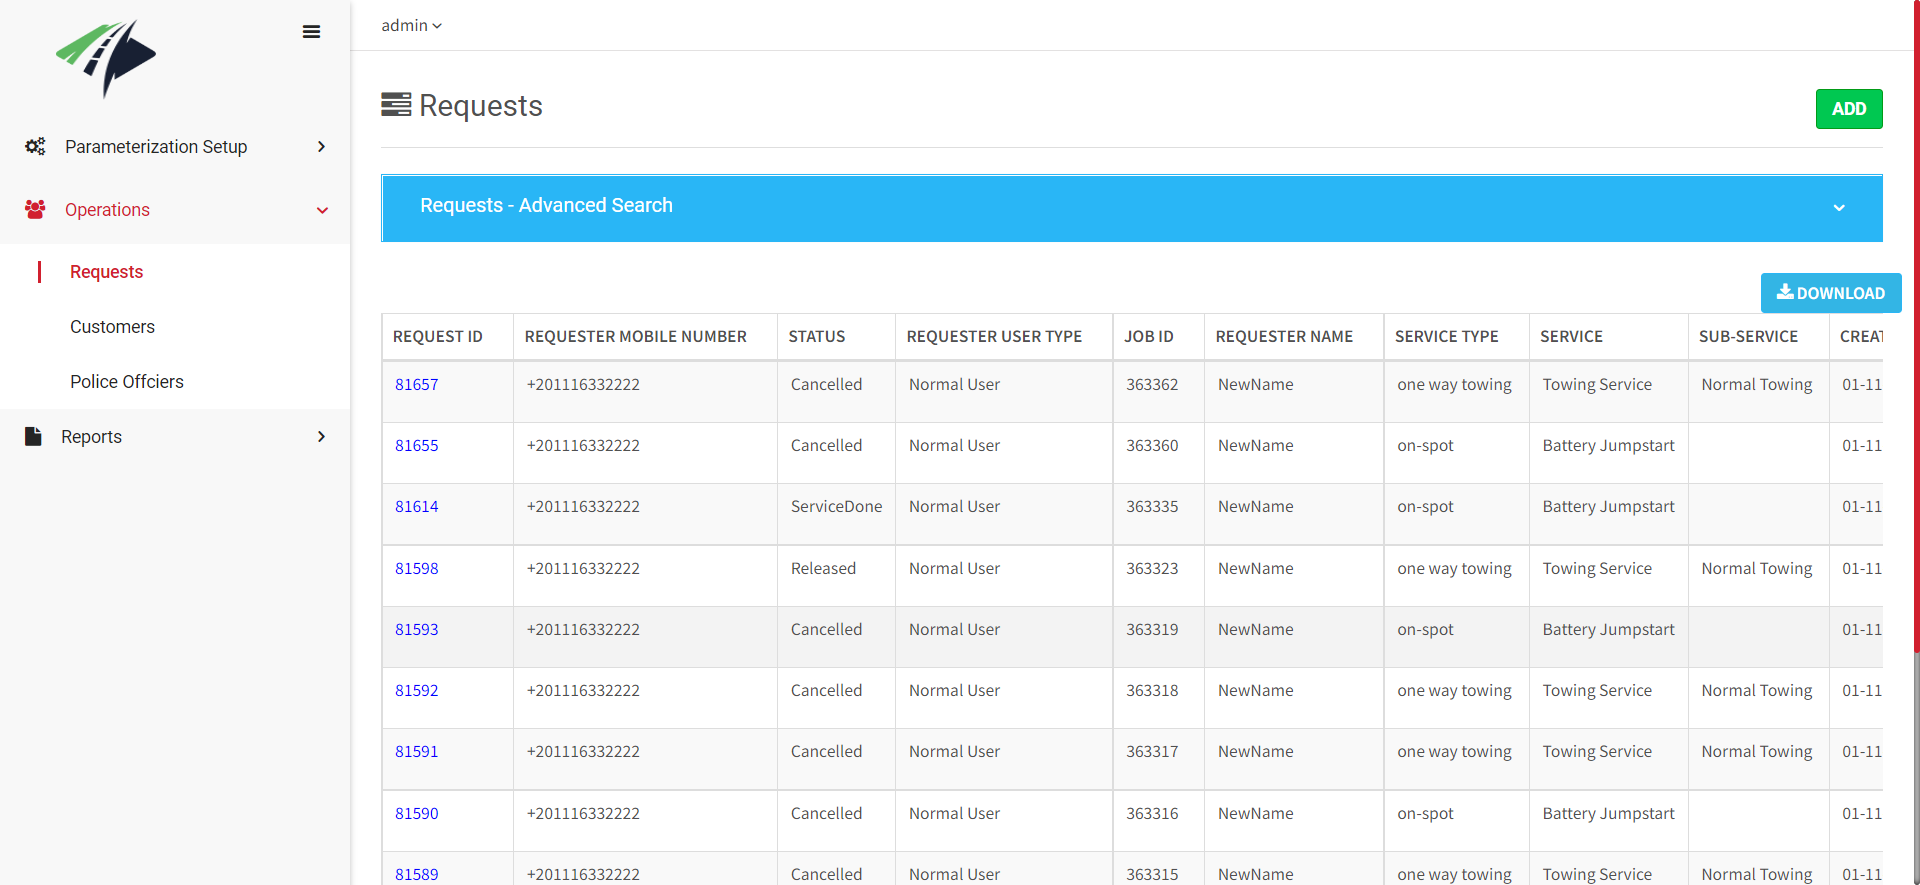 admin
Parameterization Setup
Operations
Requests
Customers
Police Offciers
Reports
Requests
ADD
Requests - Advanced Search
DOWNLOAD
REQUEST ID REQUESTER MOBILE NUMBER STATUS REQUESTER USER TYPE JOB ID REQUESTER NAME SERVICE TYPE SERVICE SUB-SERVICE CREAT
81657 +201116332222 Cancelled Normal User 363362 NewName one way towing Towing Service Normal Towing 01-11
81655 +201116332222 Cancelled Normal User 363360 NewName on-spot Battery Jumpstart 01-11
81614 +201116332222 ServiceDone Normal User 363335 NewName on-spot Battery Jumpstart 01-11
81598 +201116332222 Released Normal User 363323 NewName one way towing Towing Service Normal Towing 01-11
81593 +201116332222 Cancelled Normal User 363319 NewName on-spot Battery Jumpstart 01-11
81592 +201116332222 Cancelled Normal User 363318 NewName one way towing Towing Service Normal Towing 01-11
81591 +201116332222 Cancelled Normal User 363317 NewName one way towing Towing Service Normal Towing 01-11
81590 +201116332222 Cancelled Normal User 363316 NewName on-spot Battery Jumpstart 01-11
81589 +201116332222 Cancelled Normal User 363315 NewName one way towing Towing Service Normal Towing 01-11